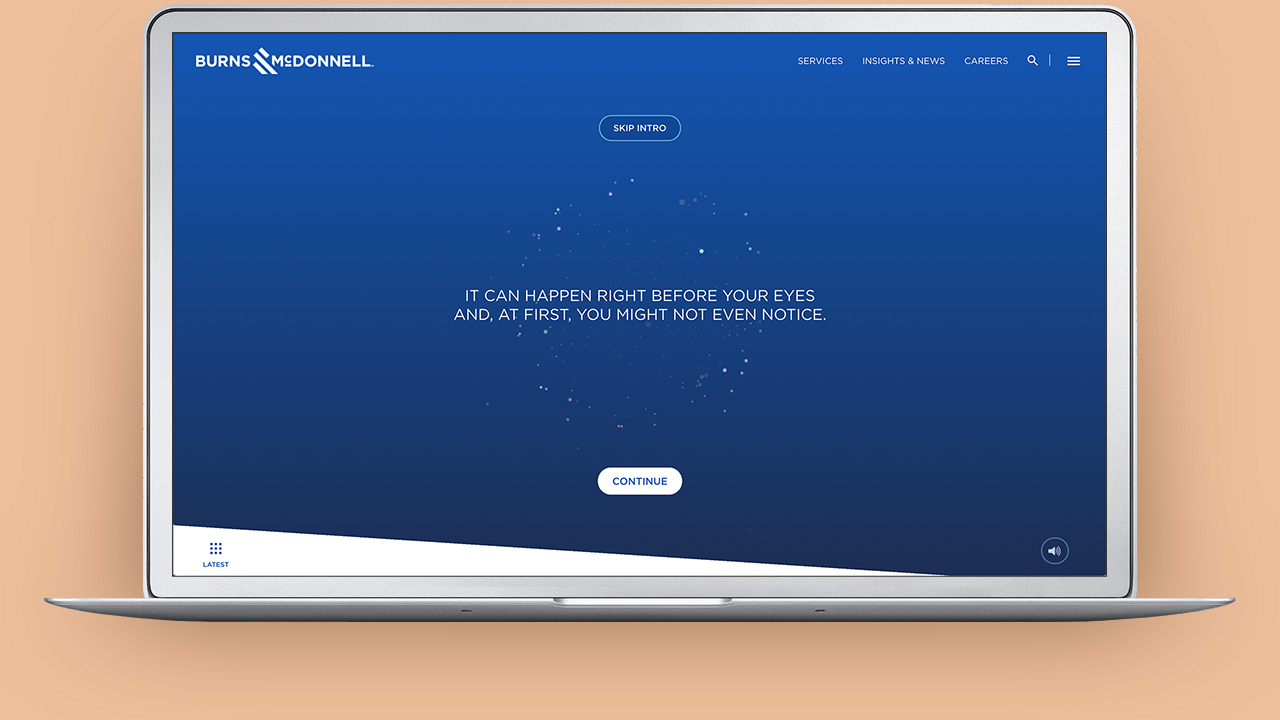 BURNS McDONNELL
SERVICES
INSIGHTS & NEWS
CAREERS
SKIP INTRO
IT CAN HAPPEN RIGHT BEFORE YOUR EYES
AND, AT FIRST, YOU MIGHT NOT EVEN NOTICE.
CONTINUE
LATEST